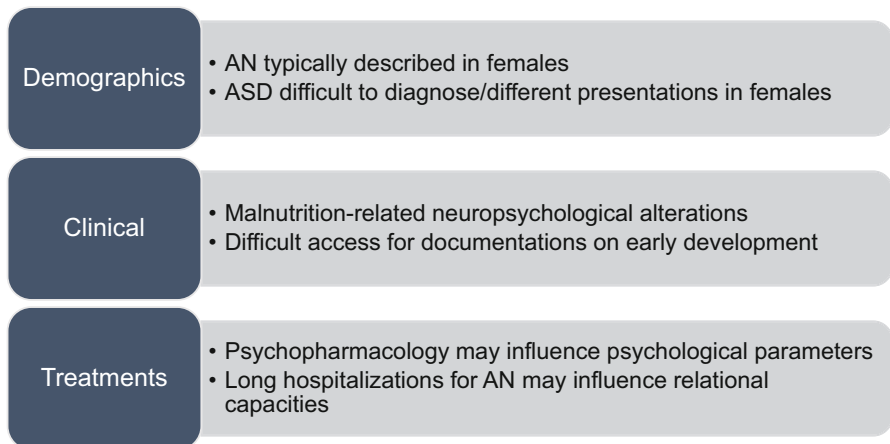 Demographics
• AN typically described in females
• ASD difficult to diagnose/different presentations in females
Clinical
• Malnutrition-related neuropsychological alterations
• Difficult access for documentations on early development
Treatments
• Psychopharmacology may influence psychological parameters
• Long hospitalizations for AN may influence relational
capacities